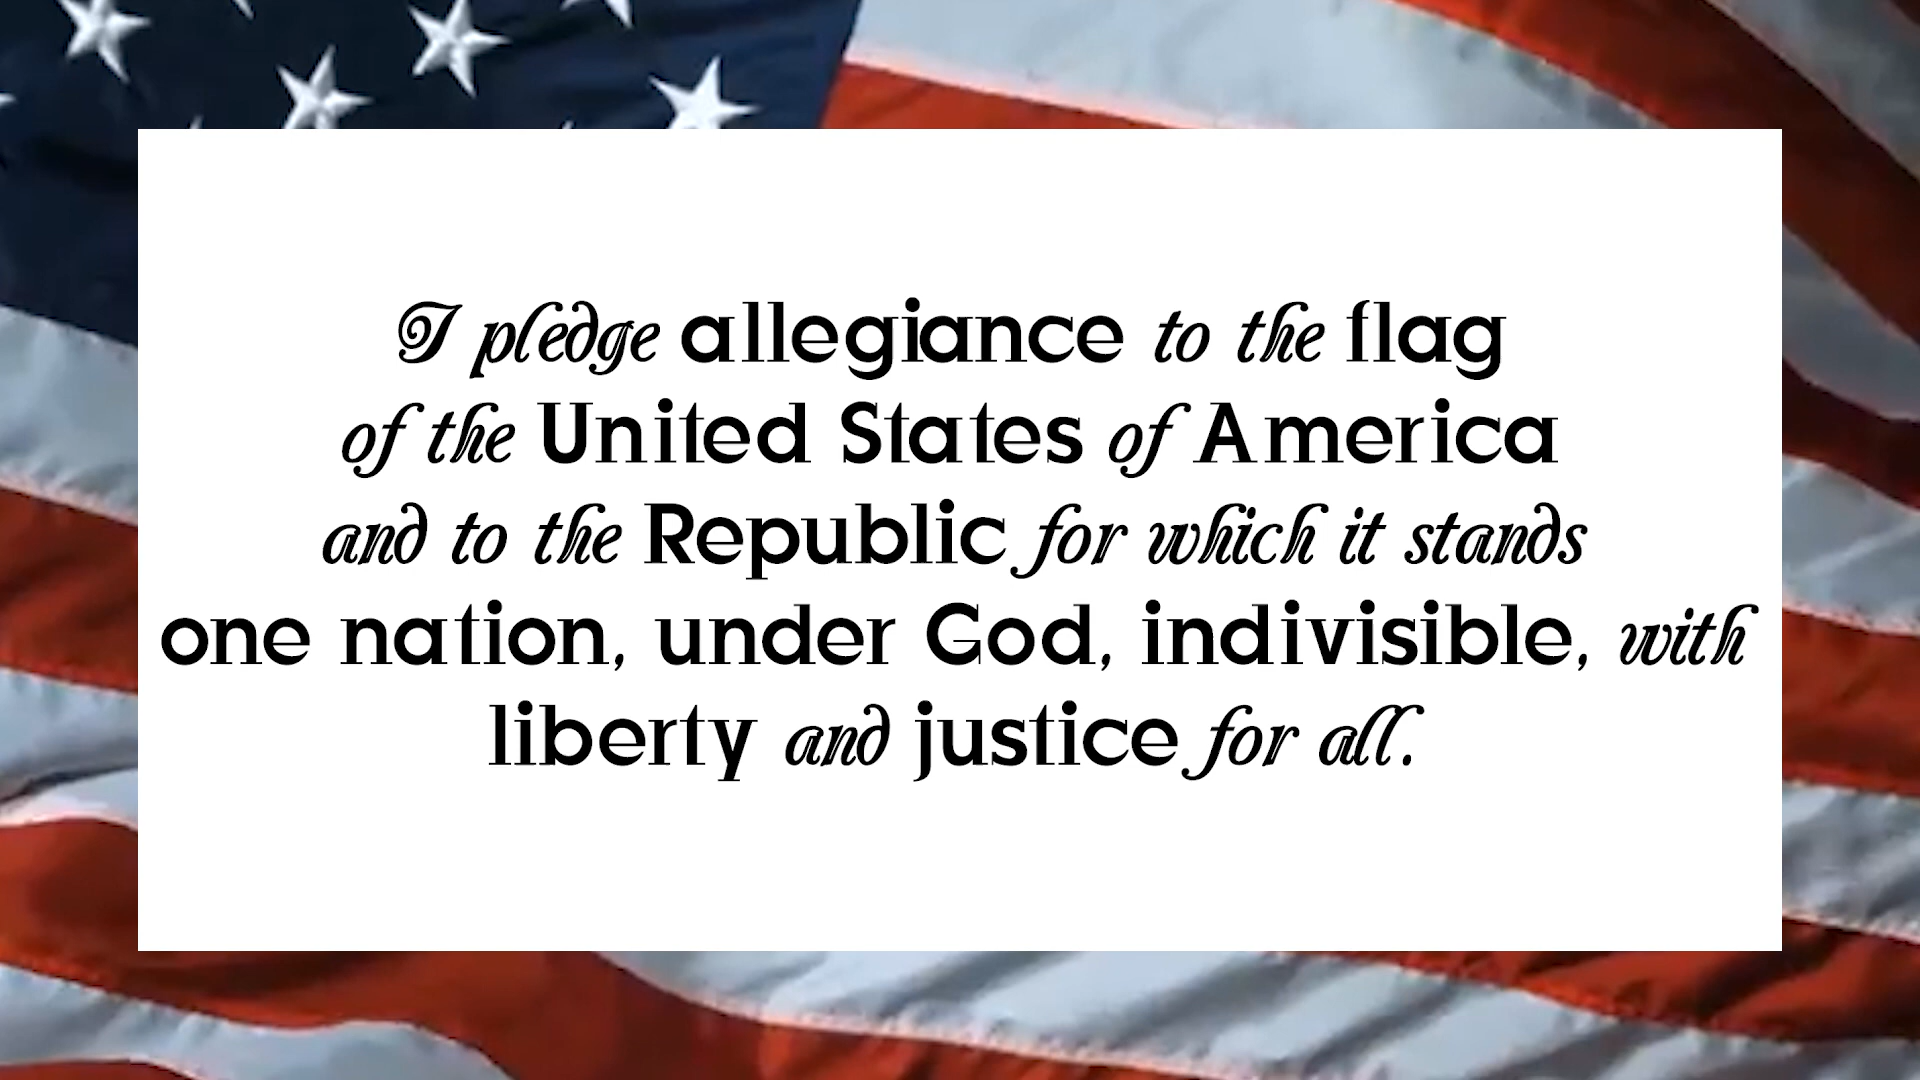 I pledge allegiance to the flag
of the United States of America
and to the Republic for which it stands
one nation, under God, indivisible, with
liberty and justice for all.